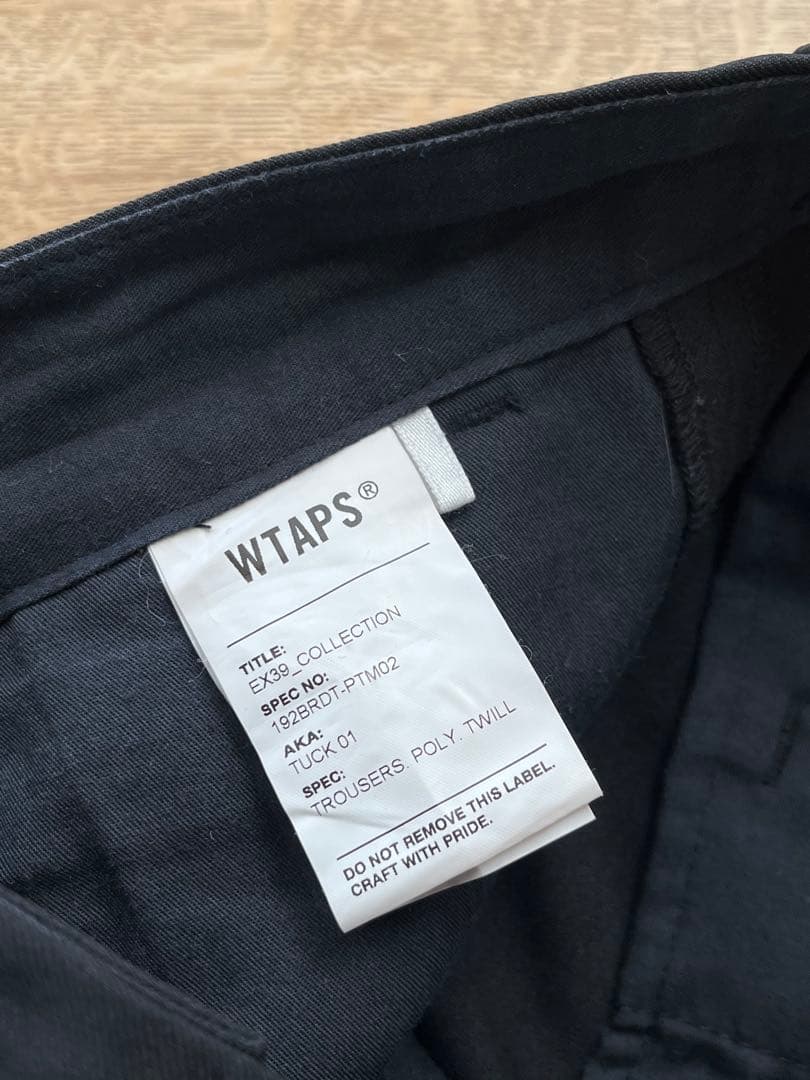 WTAPS®
TITLE:
EX39_COLLECTION
SPEC NO:
192BRDT-PTM02
AKA:
TUCK 01
SPEC:
TROUSERS. POLY. TWILL
DO NOT REMOVE THIS LABEL.
CRAFT WITH PRIDE.